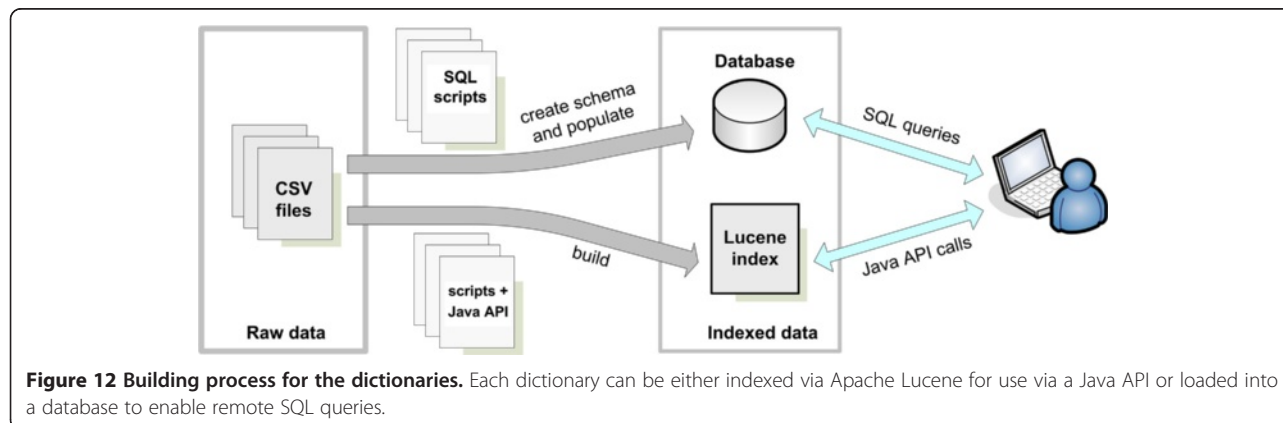 SQL
scripts
create schema
and populate
CSV
files
build
scripts +
Java API
Raw data
Database
Lucene
index
Indexed data
SQL queries
Java API calls
Figure 12 Building process for the dictionaries. Each dictionary can be either indexed via Apache Lucene for use via a Java API or loaded into
a database to enable remote SQL queries.